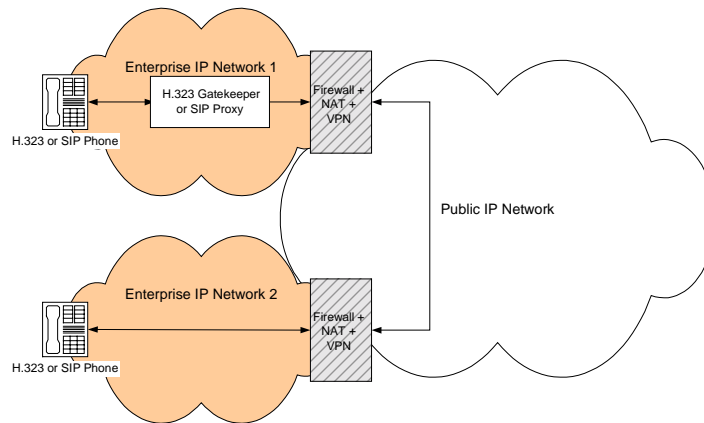 Enterprise IP Network 1
H.323 Gatekeeper
or SIP Proxy
Firewall +
NAT +
VPN
H.323 or SIP Phone
Public IP Network
Enterprise IP Network 2
Firewall +
NAT +
VPN
H.323 or SIP Phone